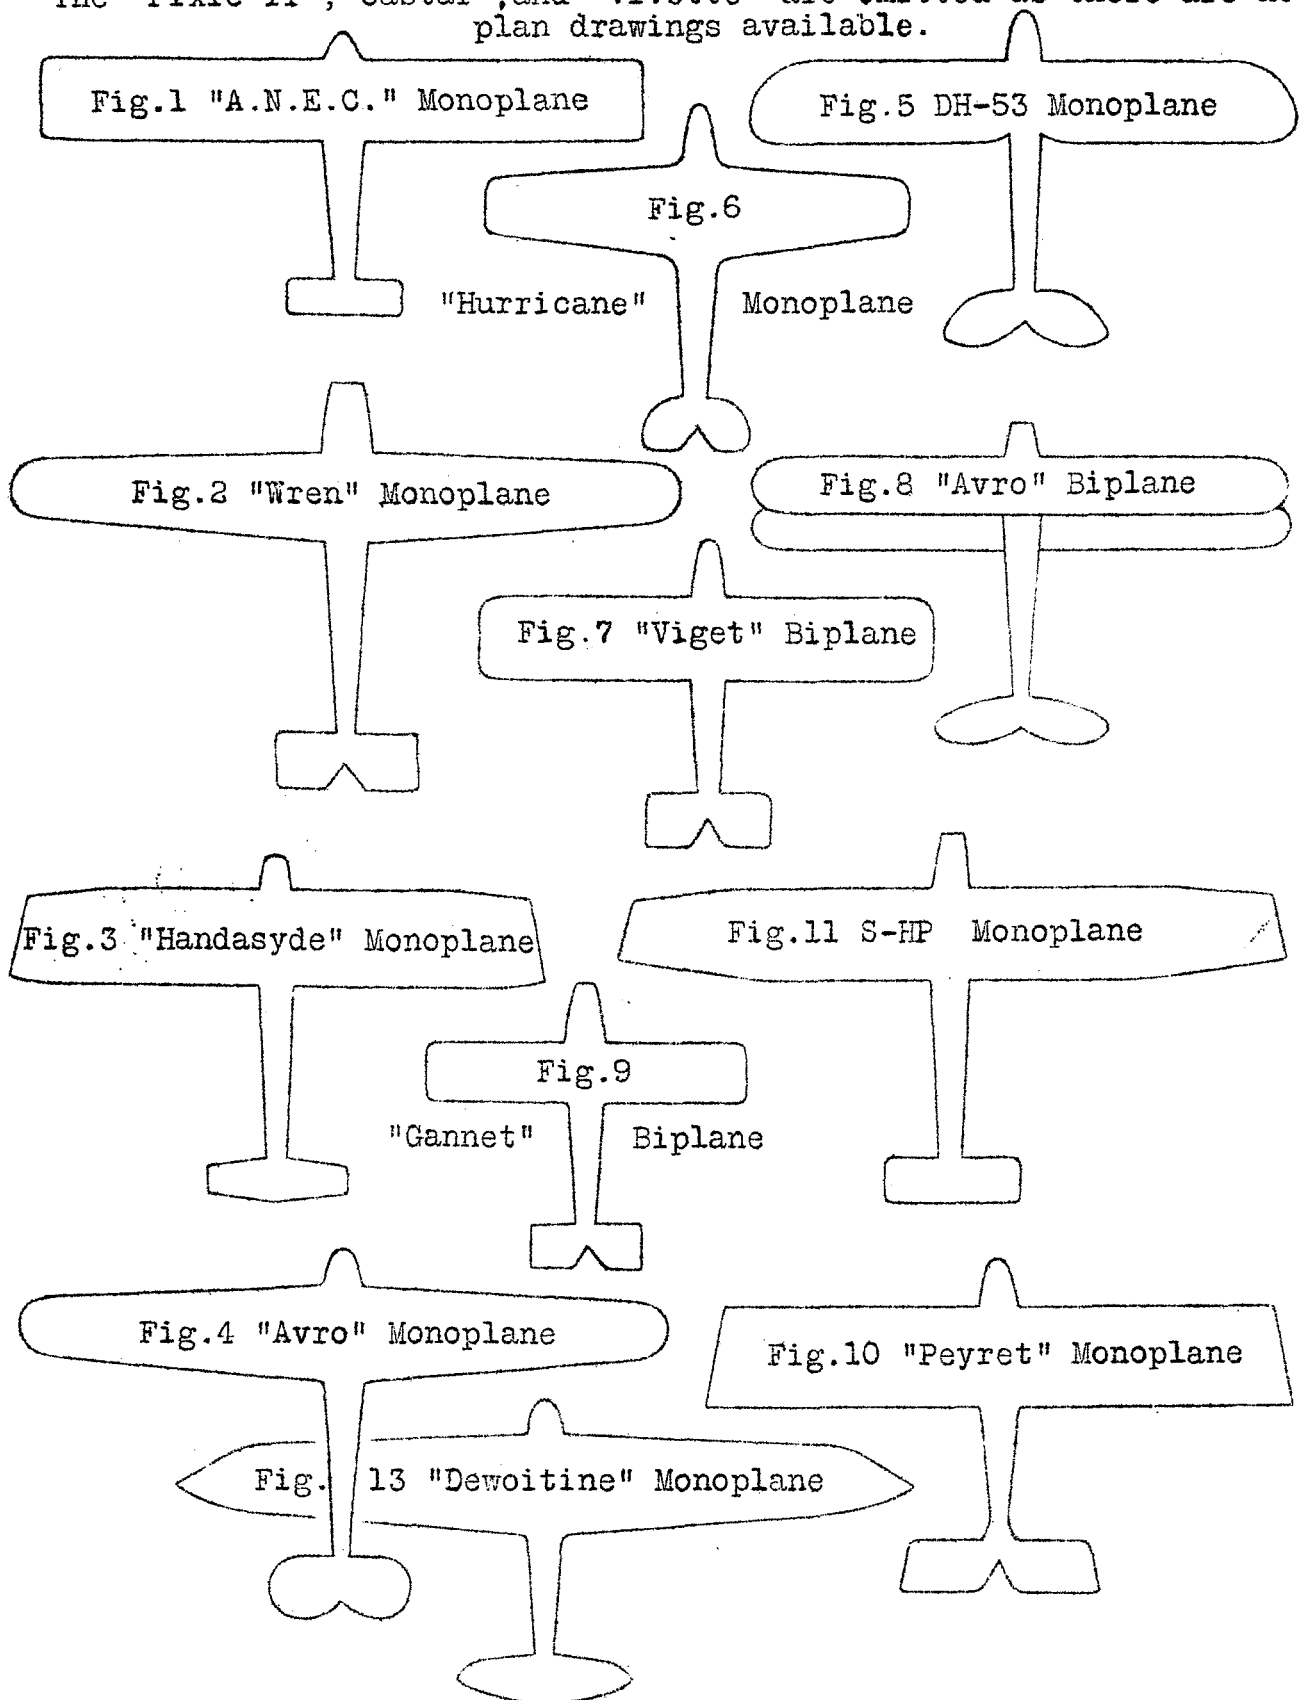 plan drawings available.
Fig.1 "A.N.E.C." Monoplane
Fig.5 DH-53 Monoplane
Fig.6
"Hurricane" Monoplane
Fig.2 "Wren" Monoplane
Fig.8 "Avro" Biplane
Fig.7 "Viget" Biplane
Fig.3 "Handasyde" Monoplane
Fig.11 S-HP Monoplane
Fig.9
"Gannet" Biplane
Fig.4 "Avro" Monoplane
Fig.10 "Peyret" Monoplane
Fig. 13 "Dewoitine" Monoplane